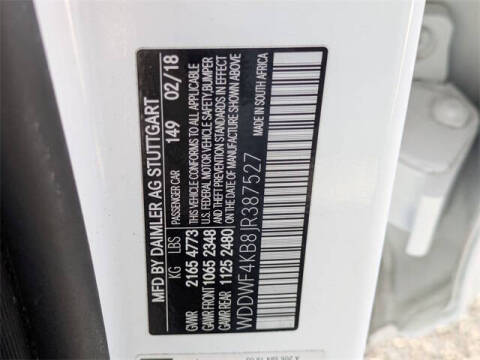 MFD BY DAIMLER AG STUTTGART
PASSENGER CAR 149 02/18
KG LBS
GVWR 2165 4773
GAWR FRONT 1065 2348
GAWR REAR 1125 2480
THIS VEHICLE CONFORMS TO ALL APPLICABLE
U.S. FEDERAL MOTOR VEHICLE SAFETY, BUMPER
AND THEFT PREVENTION STANDARDS IN EFFECT
ON THE DATE OF MANUFACTURE SHOWN ABOVE
MADE IN SOUTH AFRICA
WDDWF4KB8JR387527